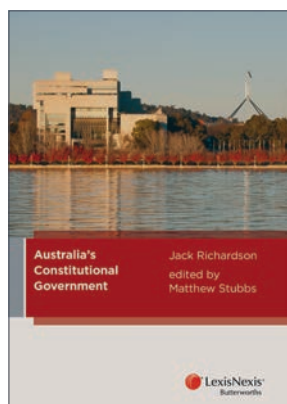 Australia's
Constitutional
Government
Jack Richardson
edited by
Matthew Stubbs
LexisNexis
Butterworths